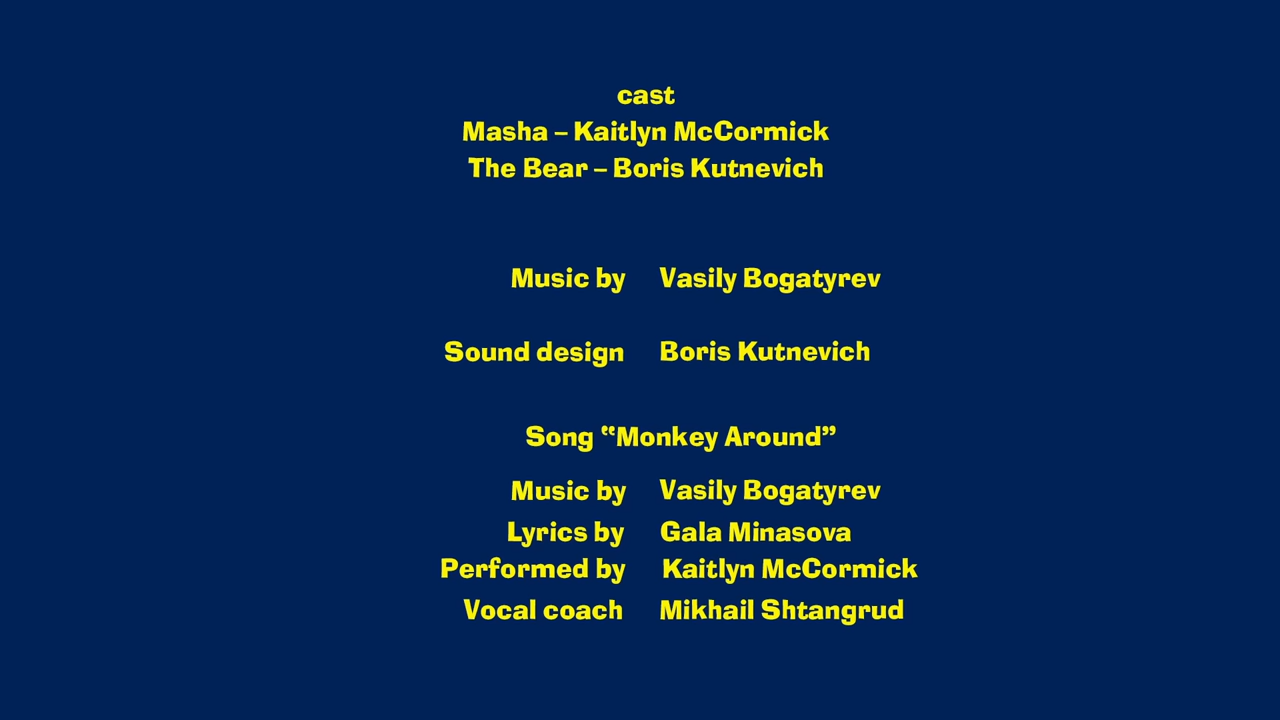 cast
Masha – Kaitlyn McCormick
The Bear – Boris Kutnevich
Music by Vasily Bogatyrev
Sound design Boris Kutnevich
Song “Monkey Around”
Music by Vasily Bogatyrev
Lyrics by Gala Minasova
Performed by Kaitlyn McCormick
Vocal coach Mikhail Shtangrud